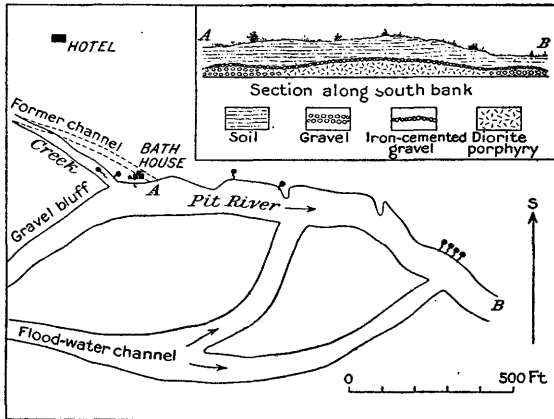 HOTEL
A
B
Section along south bank
Soil
Gravel
Iron-cemented
gravel
Diorite
porphyry
Former channel
Creek
BATH
HOUSE
A
Gravel bluff
Pit River
S
B
Flood-water channel
0
500 Ft